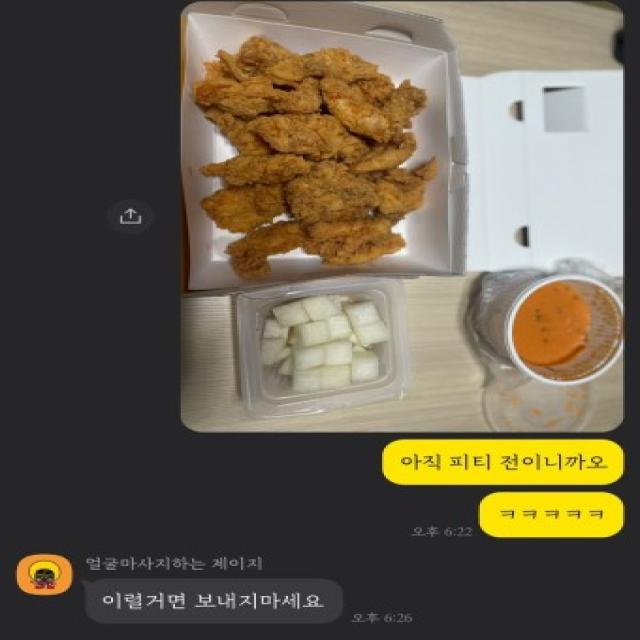 아직 피티 전이니까오
ㅋㅋㅋㅋㅋ
오후 6:22
얼굴마사지하는 제이지
이럴거면 보내지마세요
오후 6:26